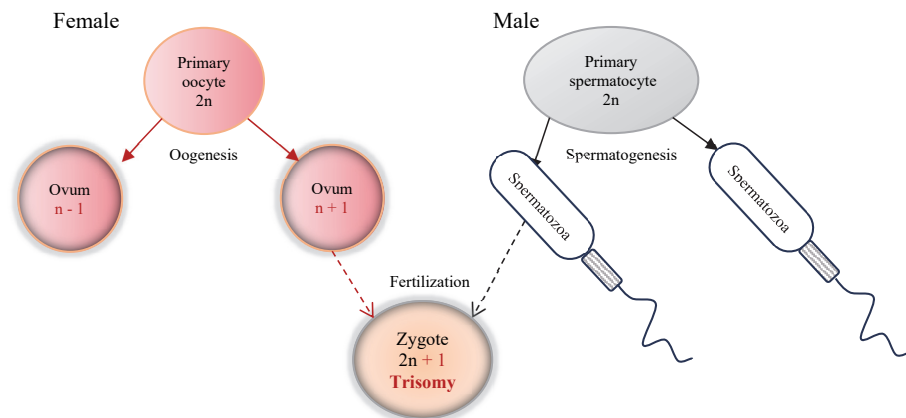 Female
Male
Primary
oocyte
2n
Primary
spermatocyte
2n
Oogenesis
Spermatogenesis
Ovum
n - 1
Ovum
n + 1
Spermatozoa
Spermatozoa
Fertilization
Zygote
2n + 1
Trisomy